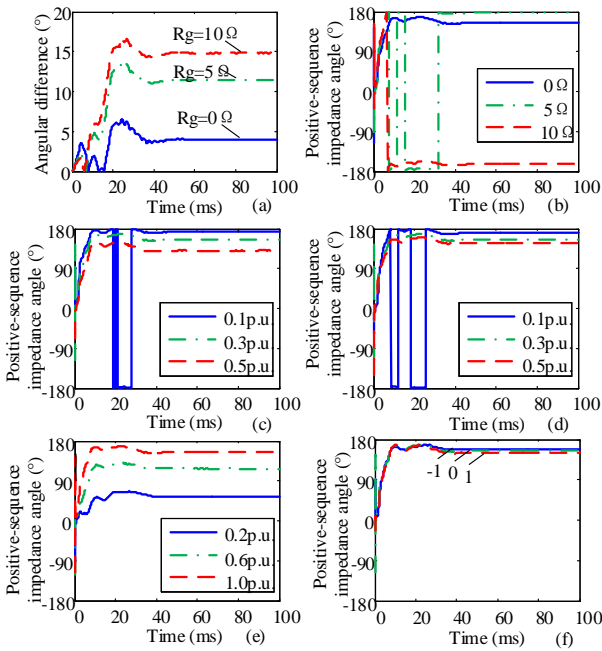 Angular difference (°)
20
15
10
5
0
Rg=10 Ω
Rg=5 Ω
Rg=0 Ω
0 20 40 60 80 100
Time (ms)
(a)
Positive-sequence
impedance angle (°)
180
90
0
-90
-180
0 Ω
5 Ω
10 Ω
0 20 40 60 80 100
Time (ms)
(b)
Positive-sequence
impedance angle (°)
180
90
0
-90
-180
0.1p.u.
0.3p.u.
0.5p.u.
0 20 40 60 80 100
Time (ms)
(c)
Positive-sequence
impedance angle (°)
180
90
0
-90
-180
0.1p.u.
0.3p.u.
0.5p.u.
0 20 40 60 80 100
Time (ms)
(d)
Positive-sequence
impedance angle (°)
180
90
0
-90
-180
0.2p.u.
0.6p.u.
1.0p.u.
0 20 40 60 80 100
Time (ms)
(e)
Positive-sequence
impedance angle (°)
180
90
0
-90
-180
-1 0 1
0 20 40 60 80 100
Time (ms)
(f)